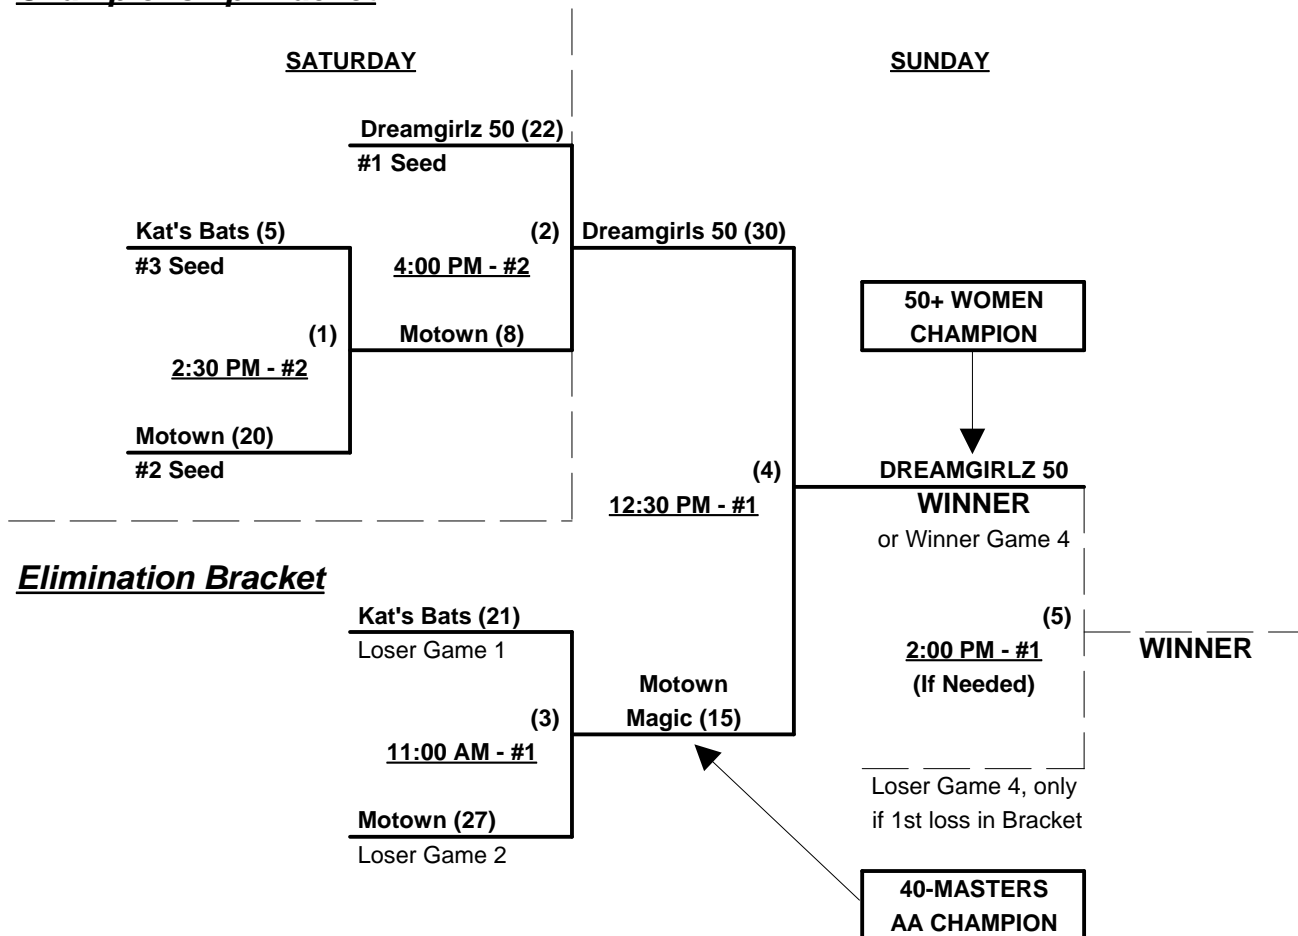 SATURDAY
SUNDAY
Dreamgirlz 50 (22)
#1 Seed
Kat's Bats (5)
(2)
Dreamgirls 50 (30)
#3 Seed
4:00 PM - #2
50+ WOMEN
CHAMPION
(1)
Motown (8)
2:30 PM - #2
Motown (20)
#2 Seed
(4)
DREAMGIRLZ 50
12:30 PM - #1
WINNER
or Winner Game 4
Elimination Bracket
Kat's Bats (21)
Loser Game 1
(5)
2:00 PM - #1
WINNER
(If Needed)
Motown
Magic (15)
(3)
11:00 AM - #1
Loser Game 4, only
if 1st loss in Bracket
Motown (27)
Loser Game 2
40-MASTERS
AA CHAMPION